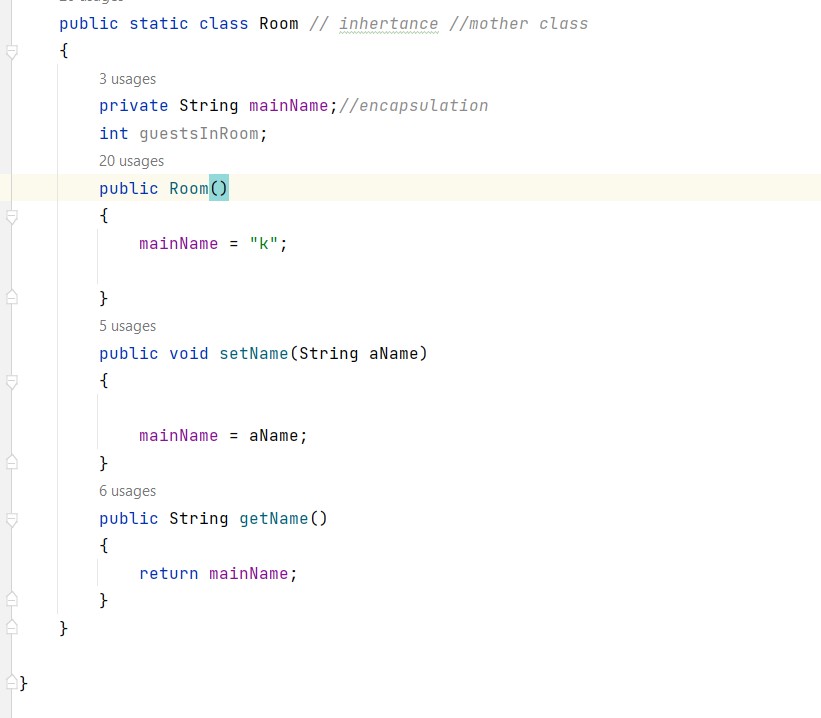 public static class Room // inhertance //mother class
{
3 usages
private String mainName;//encapsulation
int guestsInRoom;
20 usages
public Room()
{
mainName = "k";
}
5 usages
public void setName(String aName)
{
mainName = aName;
}
6 usages
public String getName()
{
return mainName;
}
}
}